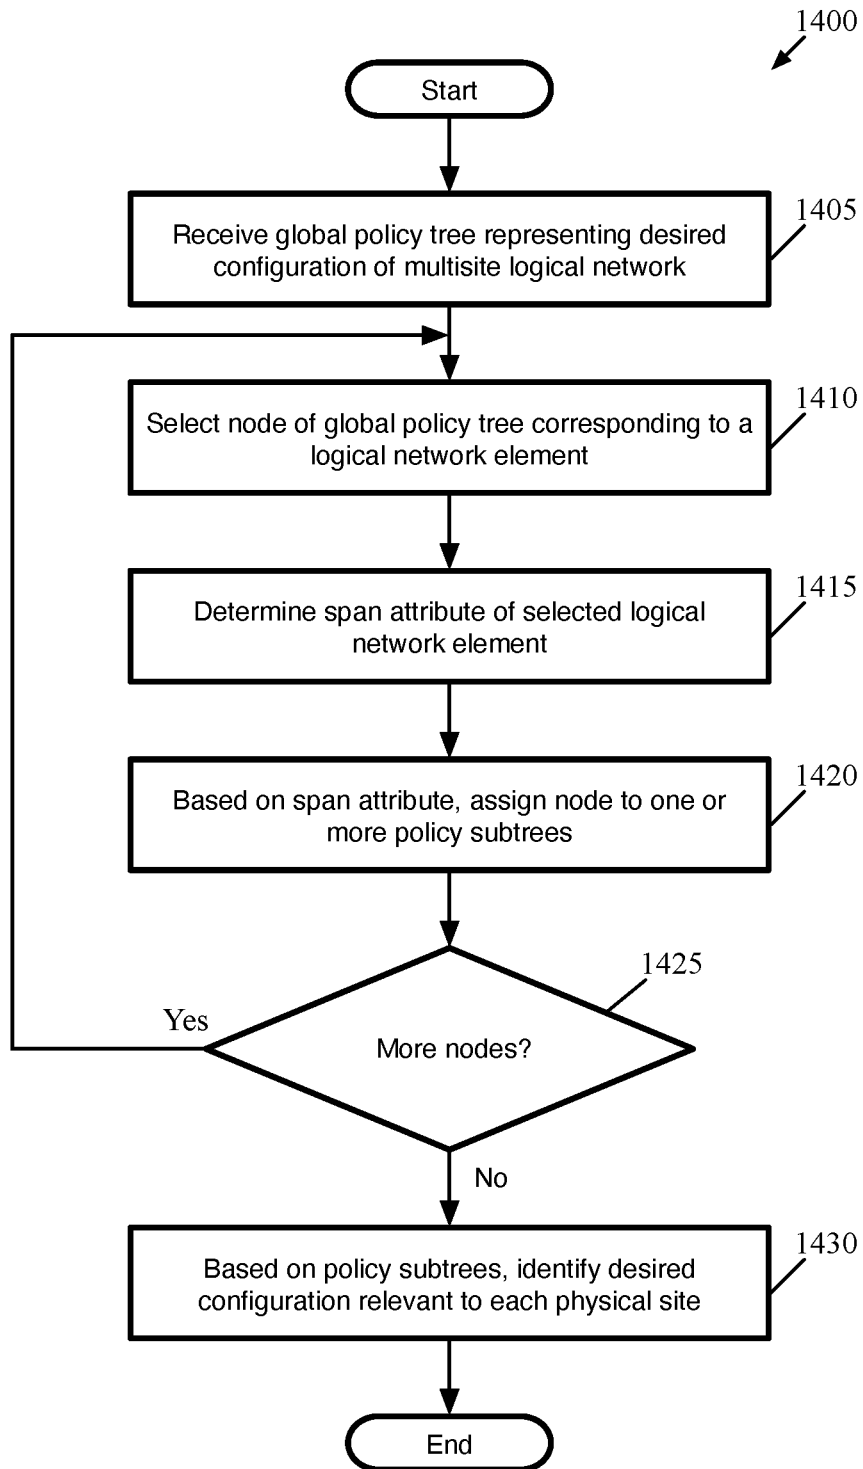 1400
Start
1405
Receive global policy tree representing desired
configuration of multisite logical network
1410
Select node of global policy tree corresponding to a
logical network element
1415
Determine span attribute of selected logical
network element
1420
Based on span attribute, assign node to one or
more policy subtrees
1425
Yes
More nodes?
No
1430
Based on policy subtrees, identify desired
configuration relevant to each physical site
End